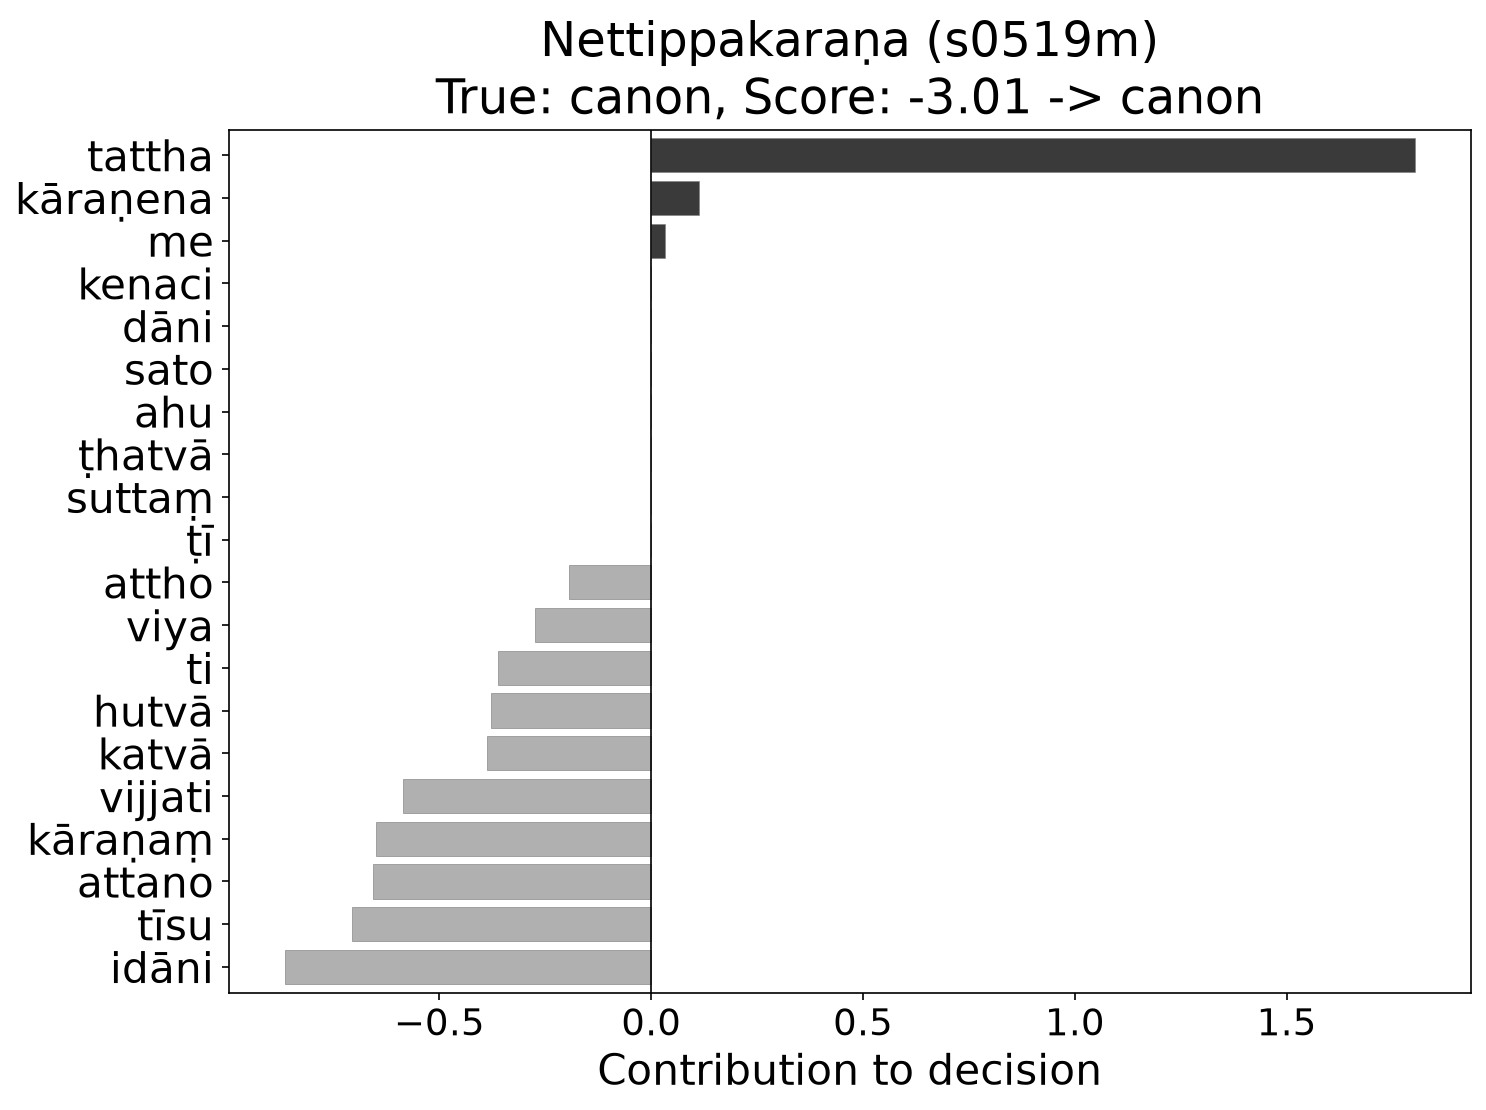 Nettippakaraṇa (s0519m)
True: canon, Score: -3.01 -> canon
tattha
kāraṇena
me
kenaci
dāni
sato
ahu
ṭhatvā
suttaṃ
ṭī
attho
viya
ti
hutvā
katvā
vijjati
kāraṇaṃ
attano
tīsu
idāni
−0.5 0.0 0.5 1.0 1.5
Contribution to decision